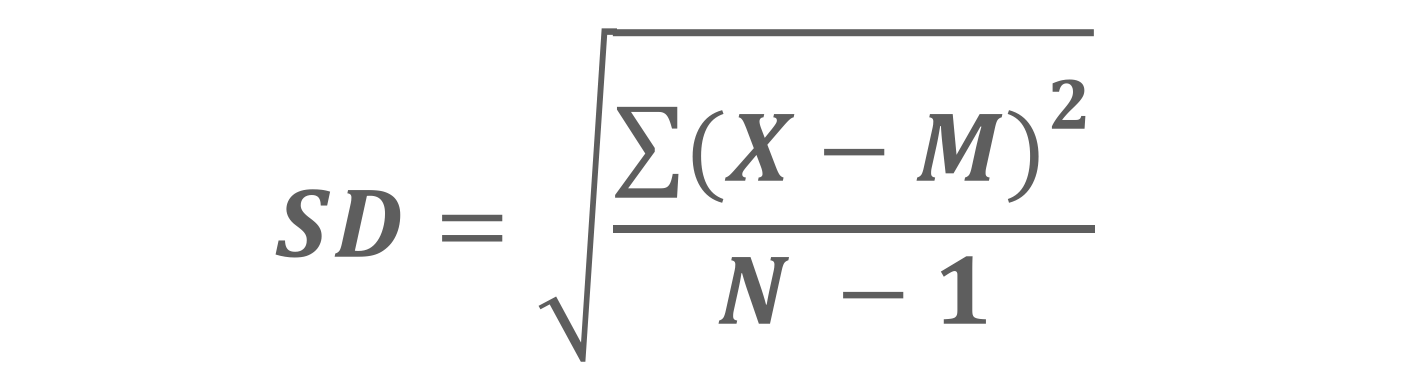 SD = √(∑(X − M)² / (N − 1))